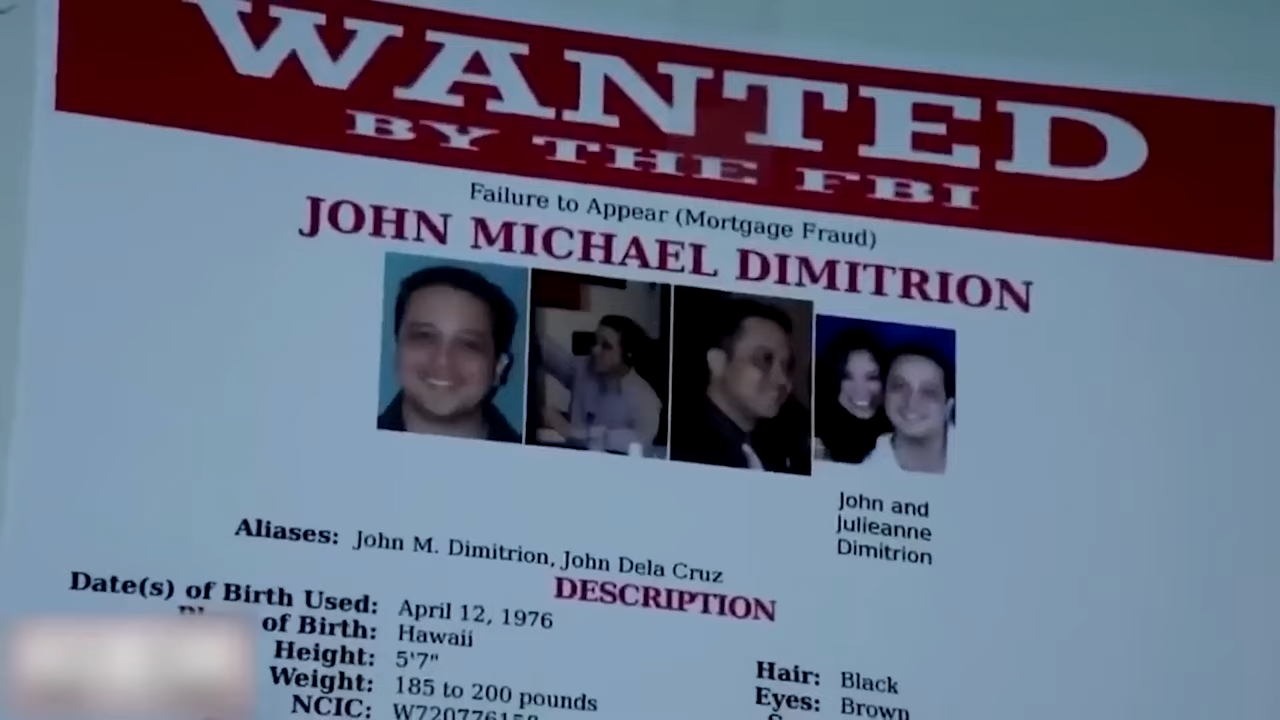 WANTED
BY THE FBI
Failure to Appear (Mortgage Fraud)
JOHN MICHAEL DIMITRION
John and
Julieanne
Dimitrion
Aliases: John M. Dimitrion, John Dela Cruz
DESCRIPTION
Date(s) of Birth Used: April 12, 1976
of Birth: Hawaii
Height: 5'7"
Weight: 185 to 200 pounds
NCIC:
Hair: Black
Eyes: Brown